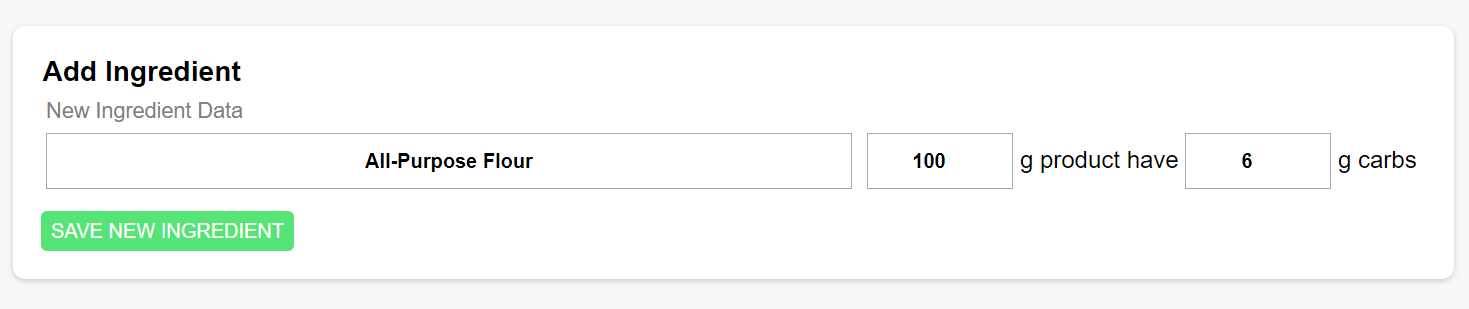 Add Ingredient
New Ingredient Data
All-Purpose Flour 100 g product have 6 g carbs
SAVE NEW INGREDIENT